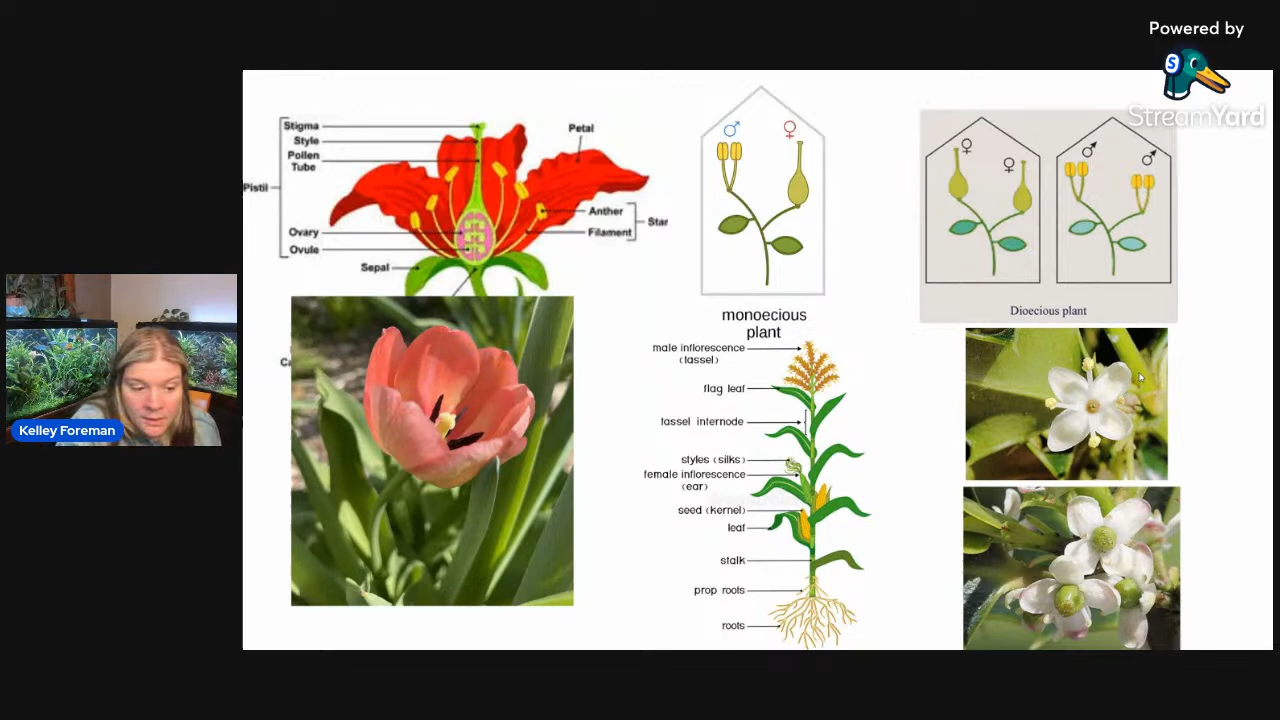 Powered by
StreamYard
Stigma
Style
Pollen
Tube
Pistil
Ovary
Ovule
Sepal
Petal
Anther
Filament
Star
Ca
monoecious
plant
male inflorescence
(tassel)
flag leaf
tassel internode
styles (silks)
female inflorescence
(ear)
seed (kernel)
leaf
stalk
prop roots
roots
Dioecious plant
Kelley Foreman